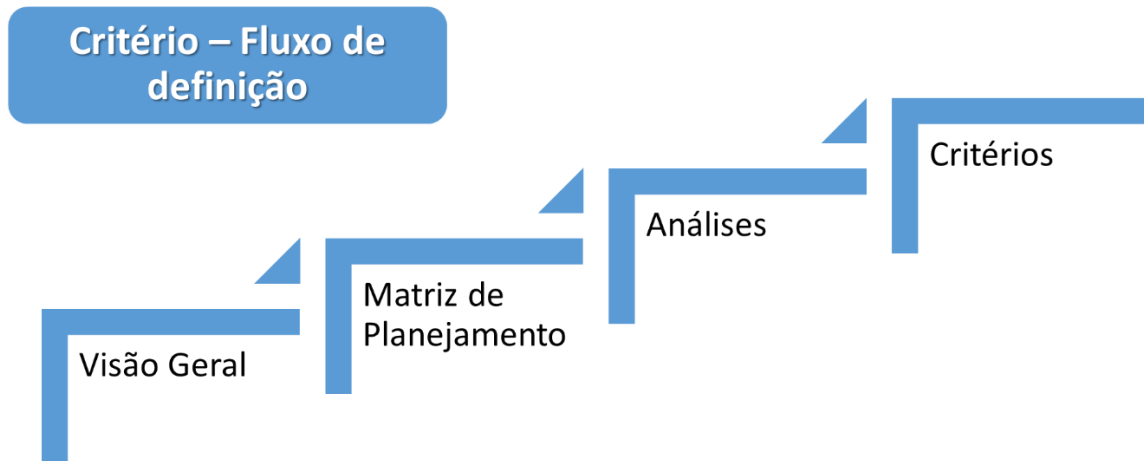 Critério – Fluxo de
definição
Visão Geral
Matriz de
Planejamento
Análises
Critérios